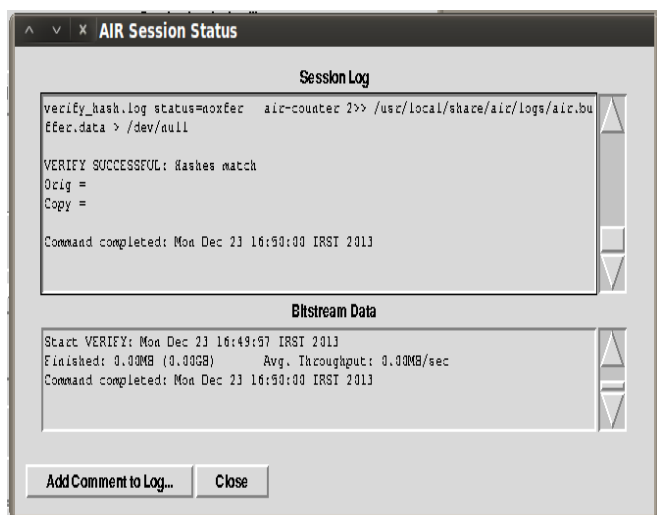 AIR Session Status
Session Log
verify_hash.log status=noxfer air-counter 2>> /usr/local/share/air/logs/air.bu
ffer.data > /dev/null
VERIFY SUCCESSFUL: Hashes match
Orig =
Copy =
Command completed: Mon Dec 23 16:50:00 IRST 2013
Bitstream Data
Start VERIFY: Mon Dec 23 16:49:57 IRST 2013
Finished: 0.00MB (0.00GB) Avg. Throughput: 0.00MB/sec
Command completed: Mon Dec 23 16:50:00 IRST 2013
Add Comment to Log... Close